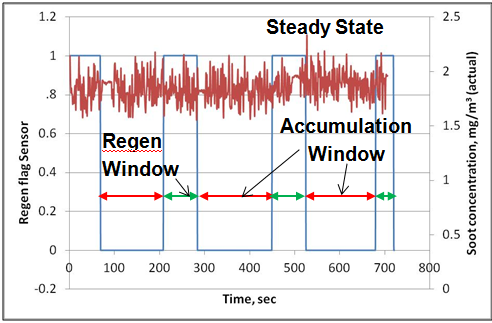 Steady State
1.2
1
.8
0.6
0.4
0.2
0
-0.2
Regen flag Sensor
Regen
Window
Accumulation
Window
2.5
2
1.5
1
0.5
0
Soot concentration, mg/m³ (actual)
0
100
200
300
400
500
600
700
800
Time, sec